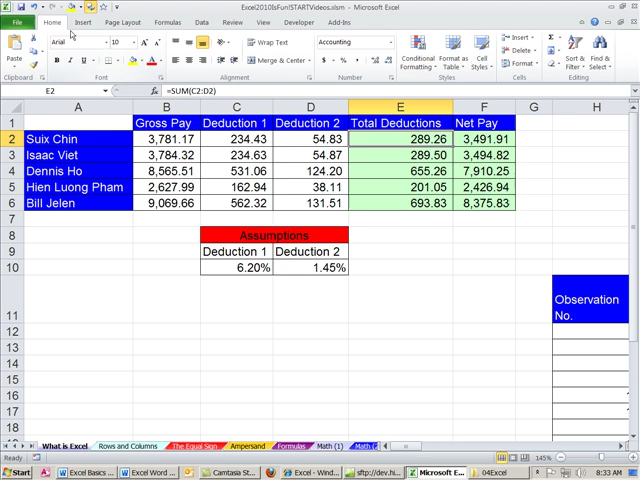 Excel2010IsFun!STARTVideos.xlsm - Microsoft Excel
File Home Insert Page Layout Formulas Data Review View Developer Add-Ins
Arial 10 Wrap Text Accounting Insert
Paste Merge & Center Conditional Formatting Format as Table Cell Styles Delete Format Sort & Filter Find & Select
Clipboard Font Alignment Number Styles Cells Editing
E2 fx =SUM(C2:D2)
A B C D E F G H
1 Gross Pay Deduction 1 Deduction 2 Total Deductions Net Pay
2 Suix Chin 3,781.17 234.43 54.83 289.26 3,491.91
3 Isaac Viet 3,784.32 234.63 54.87 289.50 3,494.82
4 Dennis Ho 8,565.51 531.06 124.20 655.26 7,910.25
5 Hien Luong Pham 2,627.99 162.94 38.11 201.05 2,426.94
6 Bill Jelen 9,069.66 562.32 131.51 693.83 8,375.83
7
8 Assumptions
9 Deduction 1 Deduction 2
10 6.20% 1.45%
11 Observation No.
12
13
14
15
16
17
18
What is Excel Rows and Columns The Equal Sign Ampersand Formulas Math (1) Math (2
Ready 145%
Start Excel Basics ... Excel Word ... Camtasia St... Excel - Wind... sftp://dev.hi... Microsoft E... 04Excel 8:33 AM